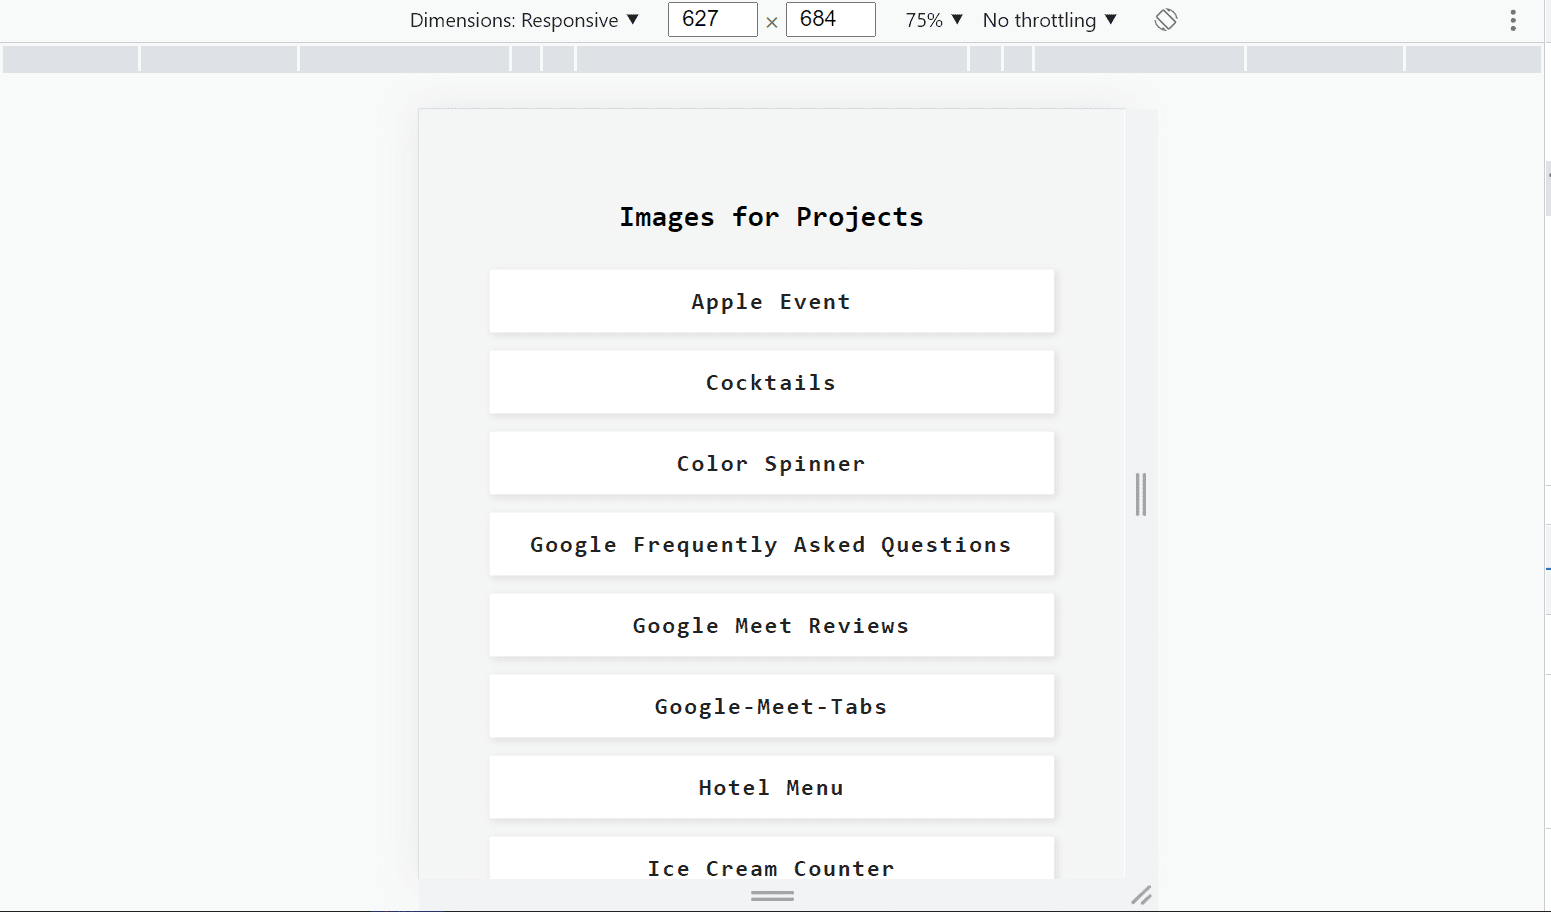 Dimensions: Responsive ▼ 627 × 684 75% ▼ No throttling ▼
Images for Projects
Apple Event
Cocktails
Color Spinner
Google Frequently Asked Questions
Google Meet Reviews
Google-Meet-Tabs
Hotel Menu
Ice Cream Counter